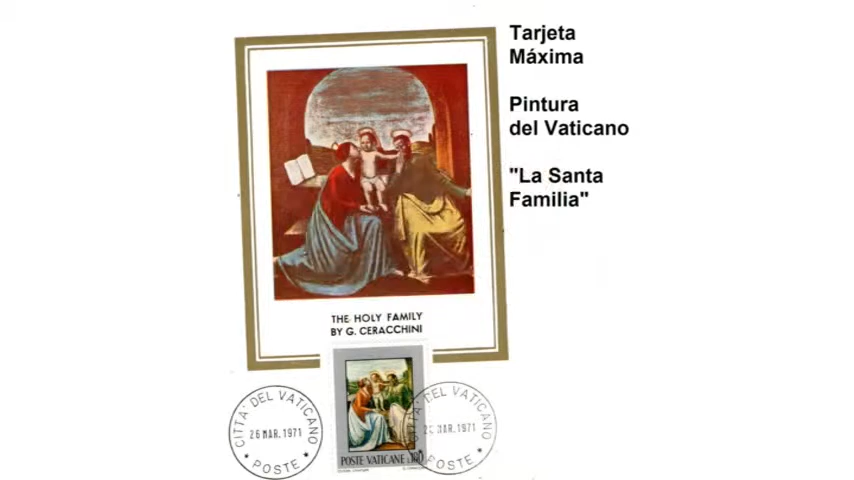 Tarjeta
Máxima
Pintura
del Vaticano
"La Santa
Familia"
THE HOLY FAMILY
BY G. CERACCHINI
POSTE VATICANE L.180
CITTA' DEL VATICANO
26 MAR. 1971
* POSTE *
CITTA' DEL VATICANO
MAR. 1971
POSTE *